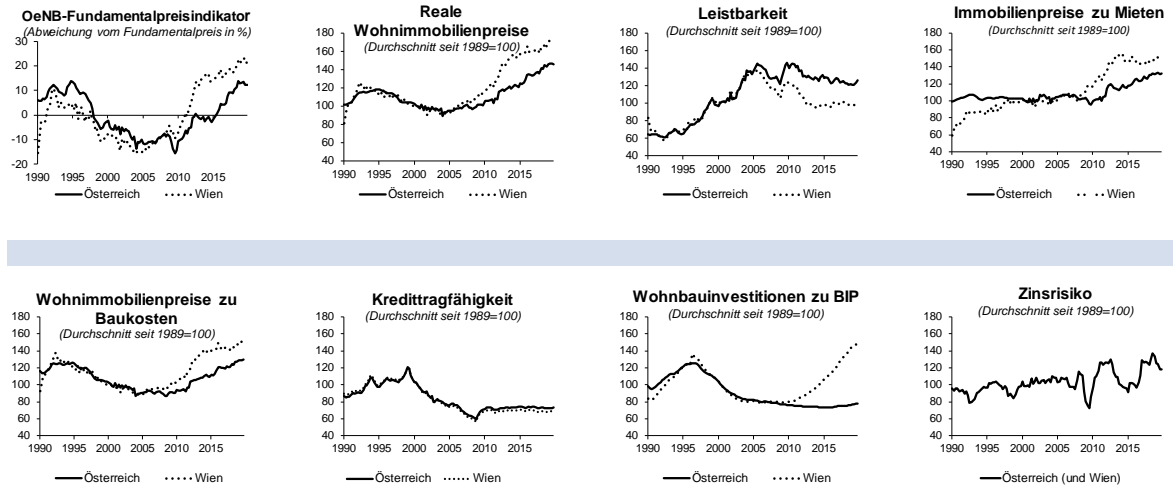 OeNB-Fundamentalpreisindikator
(Abweichung vom Fundamentalpreis in %)
30
20
10
0
-10
-20
1990 1995 2000 2005 2010 2015
Österreich Wien
Reale
Wohnimmobilienpreise
(Durchschnitt seit 1989=100)
180
160
140
120
100
80
60
40
1990 1995 2000 2005 2010 2015
Österreich Wien
Leistbarkeit
(Durchschnitt seit 1989=100)
180
160
140
120
100
80
60
40
1990 1995 2000 2005 2010 2015
Österreich Wien
Immobilienpreise zu Mieten
(Durchschnitt seit 1989=100)
180
160
140
120
100
80
60
40
1990 1995 2000 2005 2010 2015
Österreich Wien
Wohnimmobilienpreise zu
Baukosten
(Durchschnitt seit 1989=100)
180
160
140
120
100
80
60
40
1990 1995 2000 2005 2010 2015
Österreich Wien
Kredittragfähigkeit
(Durchschnitt seit 1989=100)
180
160
140
120
100
80
60
40
1990 1995 2000 2005 2010 2015
Österreich Wien
Wohnbauinvestitionen zu BIP
(Durchschnitt seit 1989=100)
180
160
140
120
100
80
60
40
1990 1995 2000 2005 2010 2015
Österreich Wien
Zinsrisiko
(Durchschnitt seit 1989=100)
180
160
140
120
100
80
60
40
1990 1995 2000 2005 2010 2015
Österreich (und Wien)